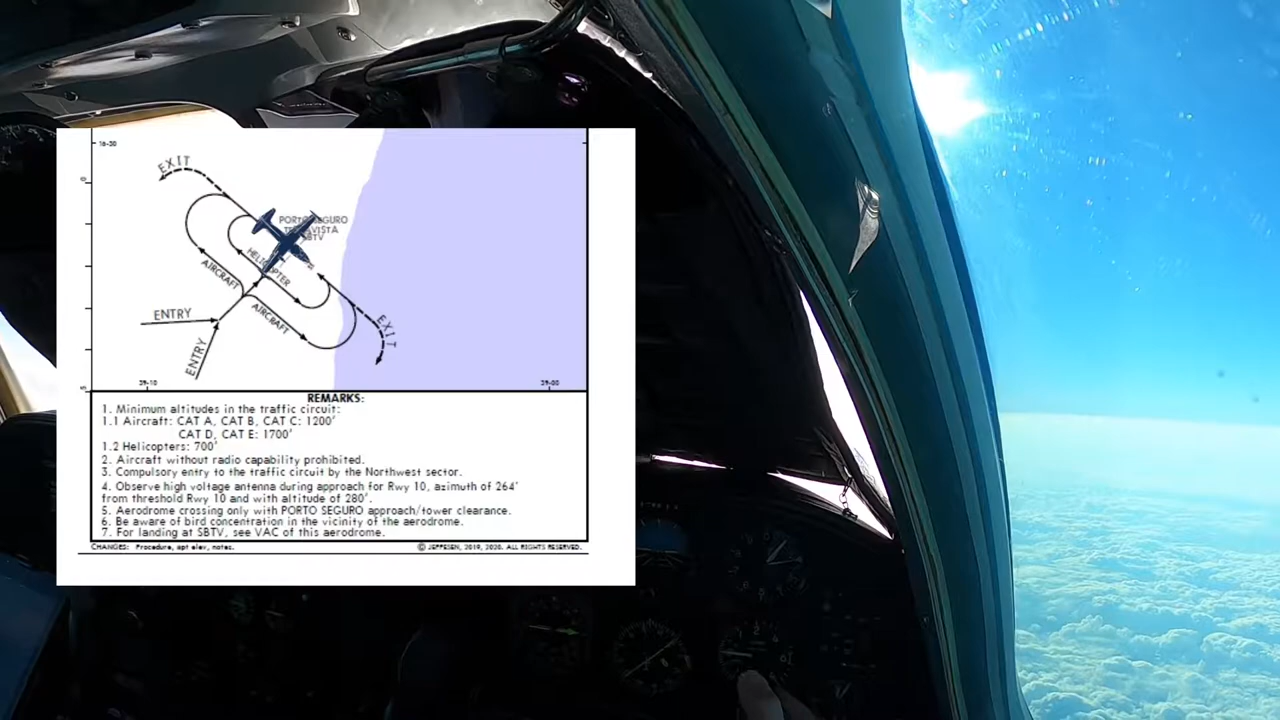 16-30
EXIT
PORTO SEGURO
SBTV
HELICOPTER
AIRCRAFT
AIRCRAFT
ENTRY
ENTRY
EXIT
39-10
39-00
REMARKS:
1. Minimum altitudes in the traffic circuit:
1.1 Aircraft: CAT A, CAT B, CAT C: 1200'
CAT D, CAT E: 1700'
1.2 Helicopters: 700'
2. Aircraft without radio capability prohibited.
3. Compulsory entry to the traffic circuit by the Northwest sector.
4. Observe high voltage antenna during approach for Rwy 10, azimuth of 264'
from threshold Rwy 10 and with altitude of 280'.
5. Aerodrome crossing only with PORTO SEGURO approach/tower clearance.
6. Be aware of bird concentration in the vicinity of the aerodrome.
7. For landing at SBTV, see VAC of this aerodrome.
CHANGES: Procedure, apt elev, notes.
© JEPPESEN, 2019, 2020. ALL RIGHTS RESERVED.